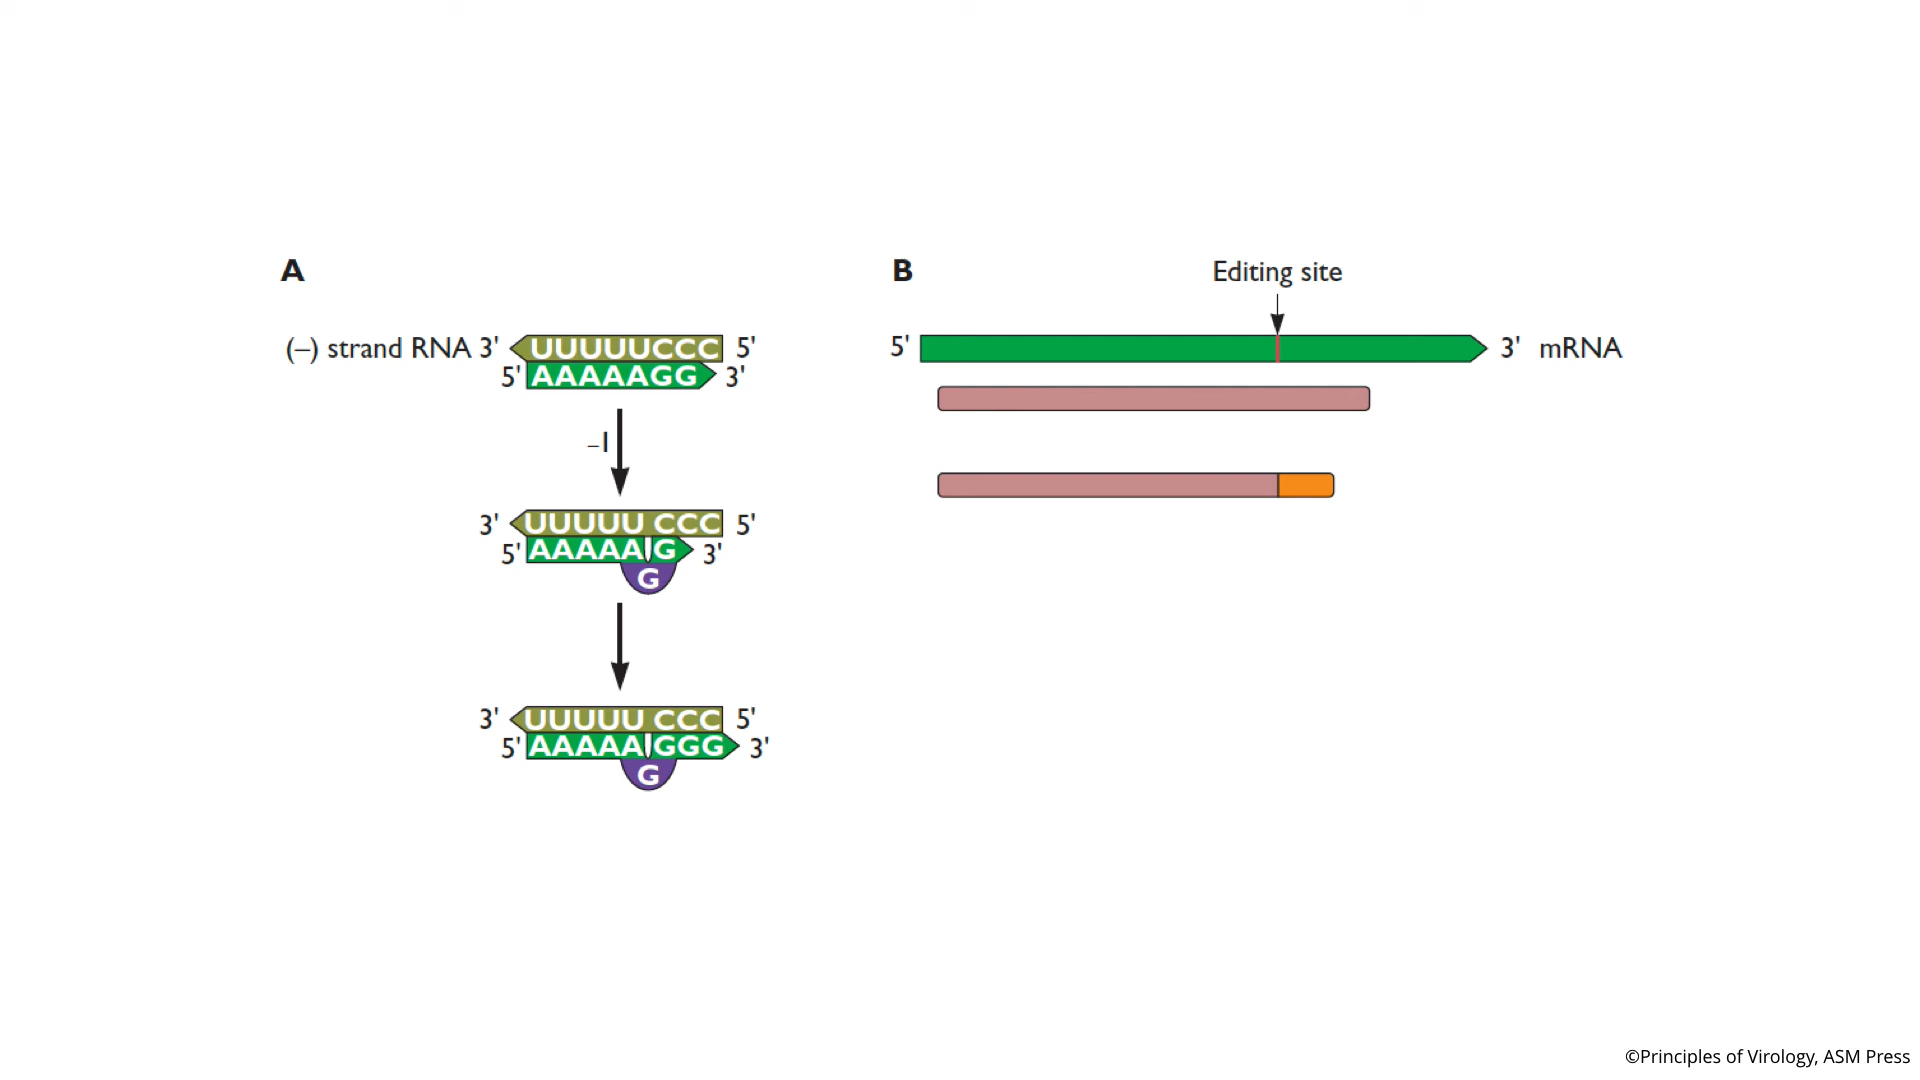 A
(–) strand RNA 3' UUUUUCCC 5'
5' AAAAAGG 3'
–1
3' UUUUU CCC 5'
5' AAAAA G 3'
G
3' UUUUU CCC 5'
5' AAAAA GGG 3'
G
B
Editing site
5' 3' mRNA
©Principles of Virology, ASM Press